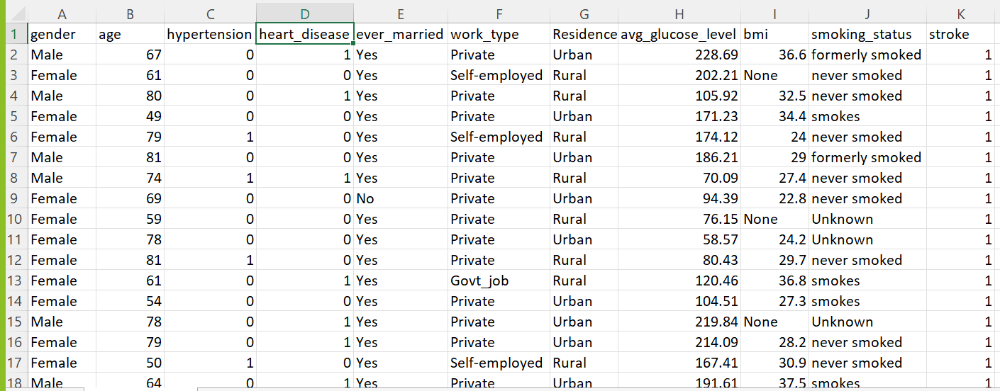 A B C D E F G H I J K
1 gender age hypertension heart_disease ever_married work_type Residence avg_glucose_level bmi smoking_status stroke
2 Male 67 0 1 Yes Private Urban 228.69 36.6 formerly smoked 1
3 Female 61 0 0 Yes Self-employed Rural 202.21 None never smoked 1
4 Male 80 0 1 Yes Private Rural 105.92 32.5 never smoked 1
5 Female 49 0 0 Yes Private Urban 171.23 34.4 smokes 1
6 Female 79 1 0 Yes Self-employed Rural 174.12 24 never smoked 1
7 Male 81 0 0 Yes Private Urban 186.21 29 formerly smoked 1
8 Male 74 1 1 Yes Private Rural 70.09 27.4 never smoked 1
9 Female 69 0 0 No Private Urban 94.39 22.8 never smoked 1
10 Female 59 0 0 Yes Private Rural 76.15 None Unknown 1
11 Female 78 0 0 Yes Private Urban 58.57 24.2 Unknown 1
12 Female 81 1 0 Yes Private Rural 80.43 29.7 never smoked 1
13 Female 61 0 1 Yes Govt_job Rural 120.46 36.8 smokes 1
14 Female 54 0 0 Yes Private Urban 104.51 27.3 smokes 1
15 Male 78 0 1 Yes Private Urban 219.84 None Unknown 1
16 Female 79 0 1 Yes Private Urban 214.09 28.2 never smoked 1
17 Female 50 1 0 Yes Self-employed Rural 167.41 30.9 never smoked 1
18 Male 64 0 1 Yes Private Urban 191.61 37.5 smokes 1